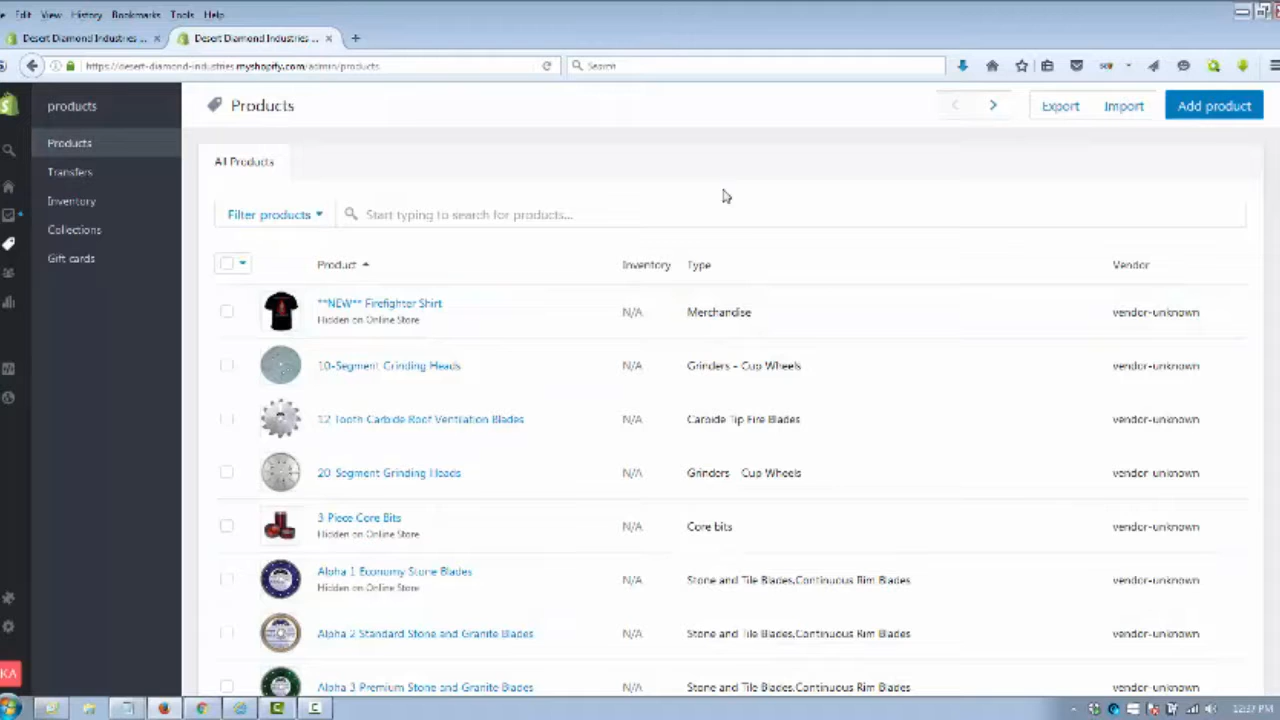 Edit View History Bookmarks Tools Help
Desert Diamond Industries ... × Desert Diamond Industries ... × +
https://desert-diamond-industries.myshopify.com/admin/products Search
products
Products
Export Import Add product
Products
Transfers
Inventory
Collections
Gift cards
All Products
Filter products Start typing to search for products...
Product Inventory Type Vendor
**NEW** Firefighter Shirt
Hidden on Online Store
N/A Merchandise vendor-unknown
10-Segment Grinding Heads N/A Grinders - Cup Wheels vendor-unknown
12 Tooth Carbide Roof Ventilation Blades N/A Carbide Tip Fire Blades vendor-unknown
20 Segment Grinding Heads N/A Grinders Cup Wheels vendor-unknown
3 Piece Core Bits
Hidden on Online Store
N/A Core bits vendor-unknown
Alpha 1 Economy Stone Blades
Hidden on Online Store
N/A Stone and Tile Blades,Continuous Rim Blades vendor-unknown
Alpha 2 Standard Stone and Granite Blades N/A Stone and Tile Blades,Continuous Rim Blades vendor-unknown
Alpha 3 Premium Stone and Granite Blades N/A Stone and Tile Blades,Continuous Rim Blades vendor-unknown
KA
12:37 PM